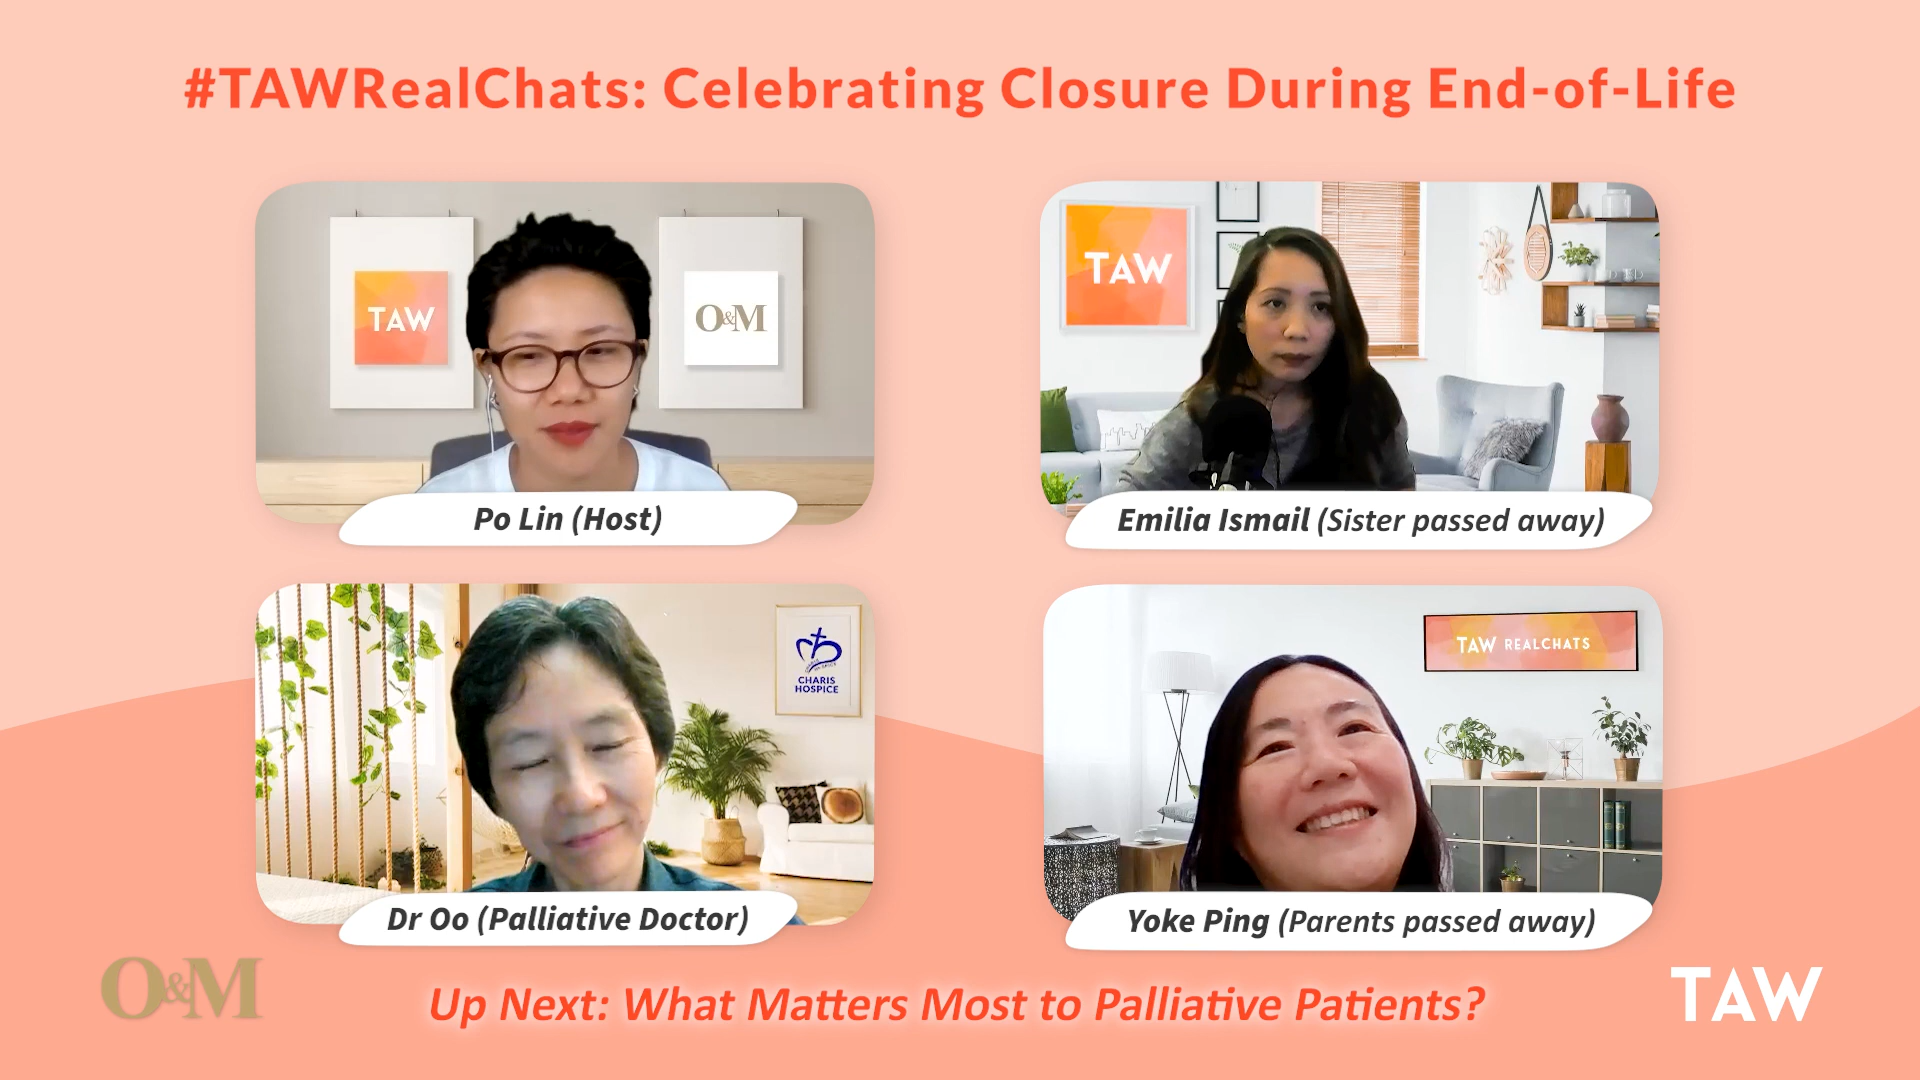 #TAWRealChats: Celebrating Closure During End-of-Life
TAW
O&M
Po Lin (Host)
TAW
Emilia Ismail (Sister passed away)
CHARIS
HOSPICE
Dr Oo (Palliative Doctor)
TAW REALCHATS
Yoke Ping (Parents passed away)
O&M
Up Next: What Matters Most to Palliative Patients?
TAW